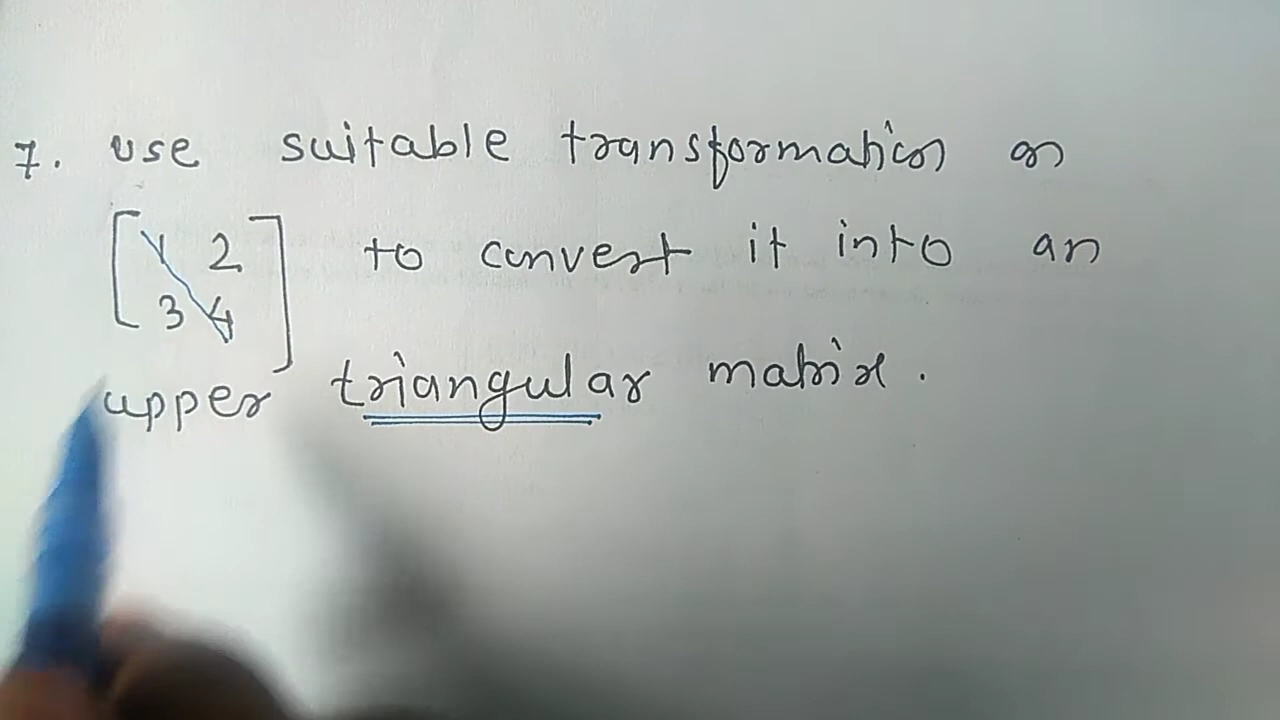 7. use suitable transformation on
[1 2 to convert it into an
3 4]
upper triangular matrix.